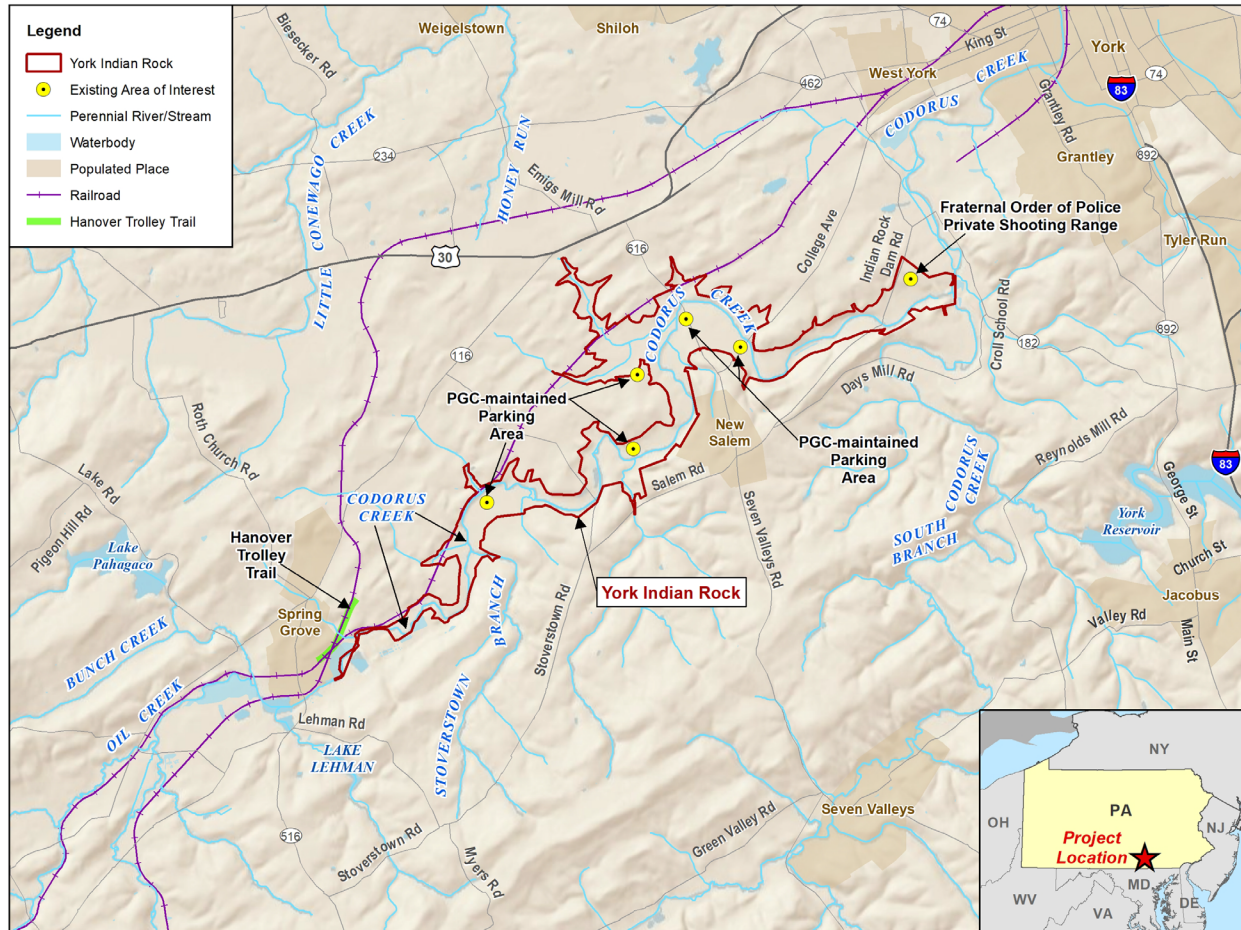 Legend
York Indian Rock
Existing Area of Interest
Perennial River/Stream
Waterbody
Populated Place
Railroad
Hanover Trolley Trail
Biesecker Rd
Weigelstown
Shiloh
74
King St
York
West York
CODORUS CREEK
83
74
462
Grantley Rd
892
Grantley
LITTLE CONEWAGO CREEK
234
HONEY RUN
Emigs Mill Rd
30
616
College Ave
Indian Rock
Dam Rd
Fraternal Order of Police
Private Shooting Range
Tyler Run
CODORUS CREEK
Croll School Rd
892
182
116
Days Mill Rd
PGC-maintained
Parking
Area
New
Salem
PGC-maintained
Parking
Area
Roth Church Rd
Reynolds Mill Rd
83
Lake Rd
Salem Rd
SOUTH BRANCH
CODORUS CREEK
George St
York
Reservoir
CODORUS
CREEK
Pigeon Hill Rd
Lake
Pahagaco
Hanover
Trolley
Trail
Seven Valleys Rd
Church St
York Indian Rock
Jacobus
Spring
Grove
Stoverstown Rd
Valley Rd
Main St
BUNCH CREEK
STOVERSTOWN BRANCH
OIL CREEK
Lehman Rd
LAKE
LEHMAN
516
Stoverstown Rd
Myers Rd
Green Valley Rd
Seven Valleys
NY
PA
OH
NJ
Project
Location
MD
WV
VA
DE